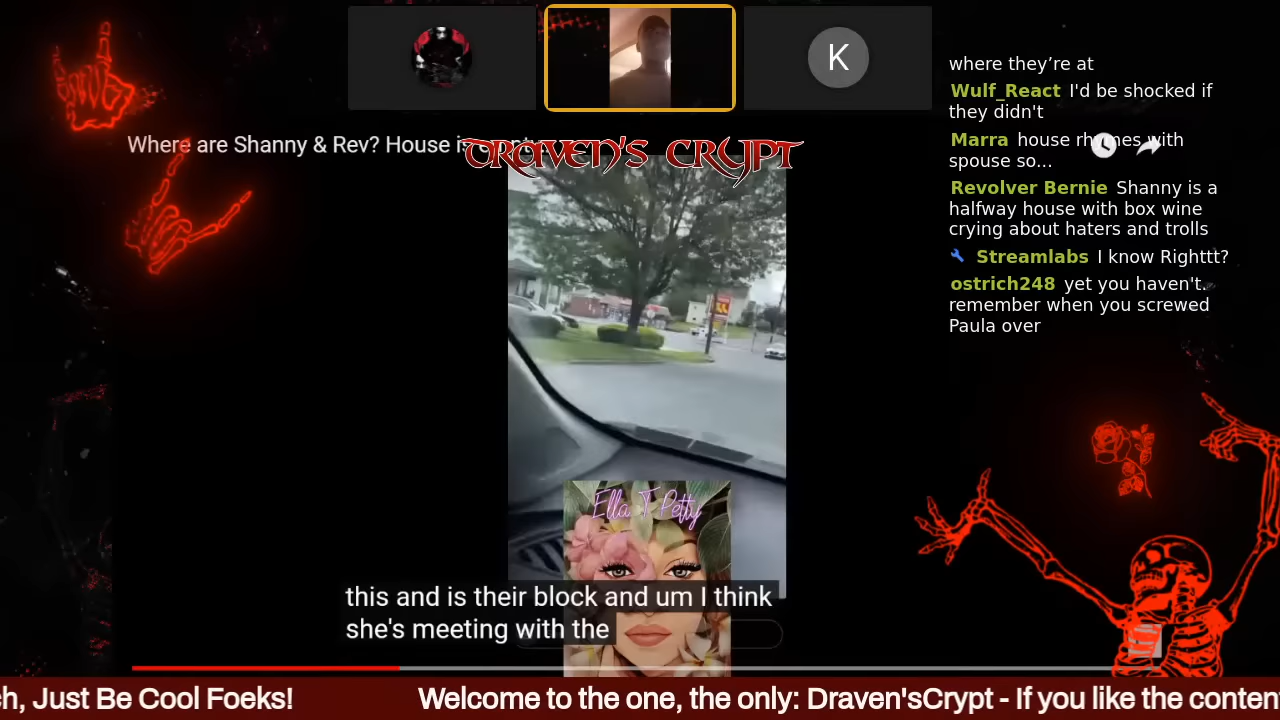 K
where they’re at
Wulf_React I'd be shocked if
they didn't
Marra house rhymes with
spouse so...
Revolver Bernie Shanny is a
halfway house with box wine
crying about haters and trolls
Streamlabs I know Righttt?
ostrich248 yet you haven't.
remember when you screwed
Paula over
Where are Shanny & Rev? House is
DRAVEN'S CRYPT
Ella T Petty
this and is their block and um I think
she's meeting with the
ch, Just Be Cool Foeks! Welcome to the one, the only: Draven'sCrypt - If you like the content